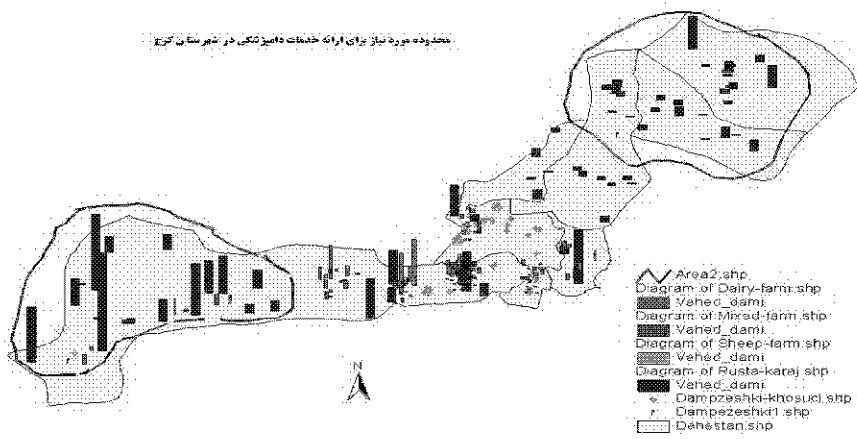 محدوده مورد نیاز برای ارائه خدمات دامپزشکی در شهرستان کرج
N
Area2.shp
Diagram of Dairy-farm.shp
Vahed_dami
Diagram of Mixed-farm.shp
Vahed_dami
Diagram of Sheep-farm.shp
Vahed_dami
Diagram of Rusta-karaj.shp
Vahed_dami
Dampzeshki-khosuci.shp
Dampezeshki1.shp
Dehestan.shp